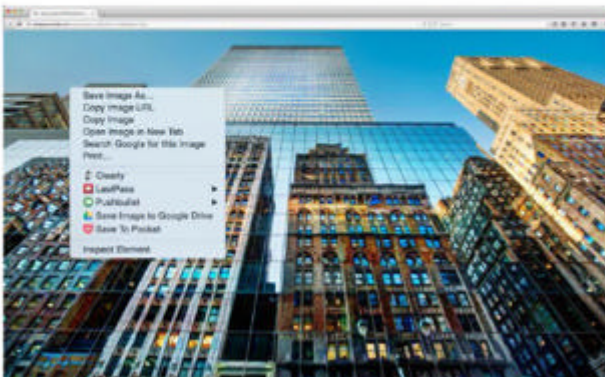 Save Image As...
Copy Image URL
Copy Image
Open Image in New Tab
Search Google for this Image
Print...
Clearly
LastPass
Pushbullet
Save Image to Google Drive
Save To Pocket
Inspect Element